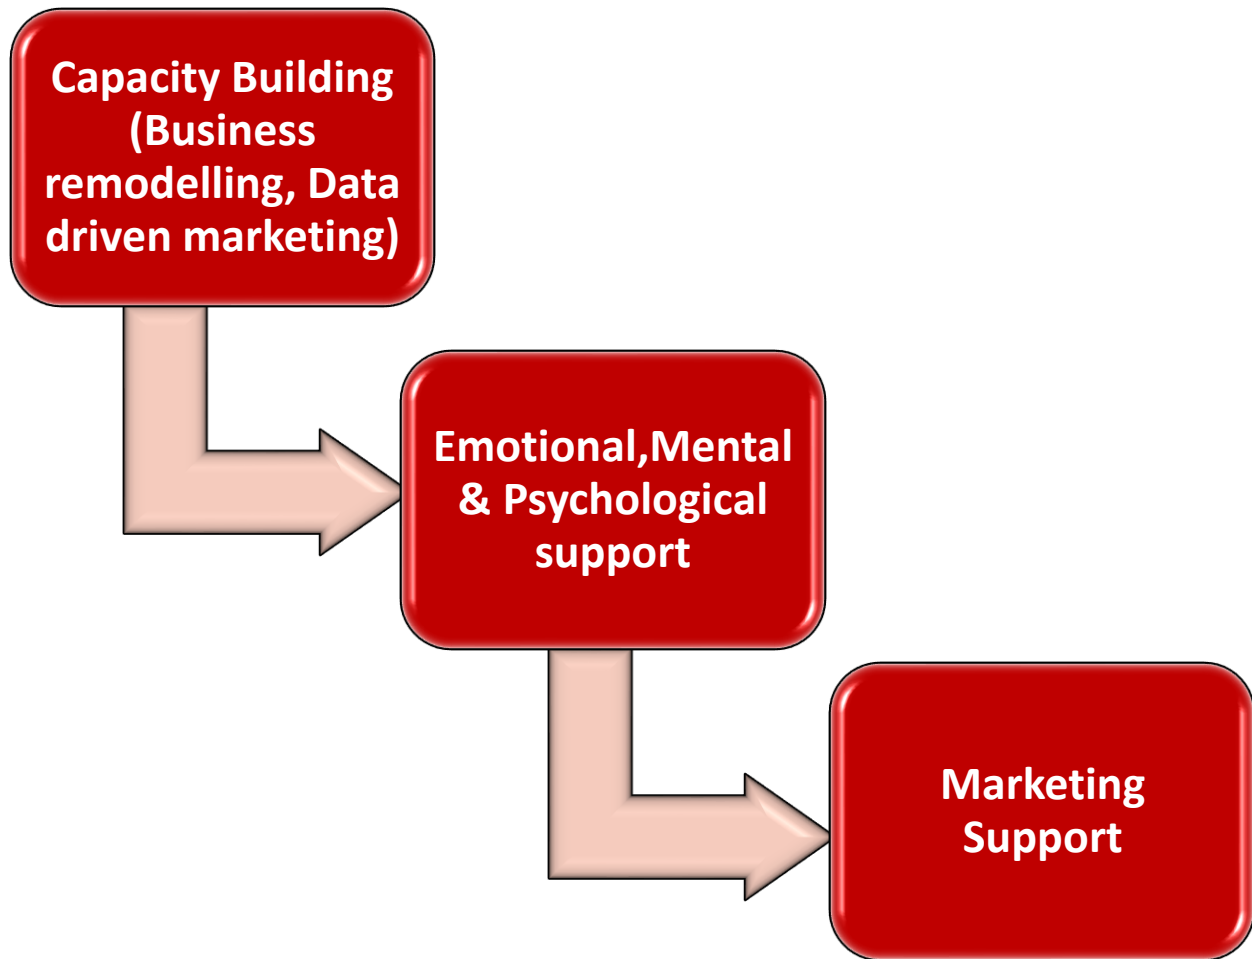 Capacity Building
(Business
remodelling, Data
driven marketing)
Emotional,Mental
& Psychological
support
Marketing
Support